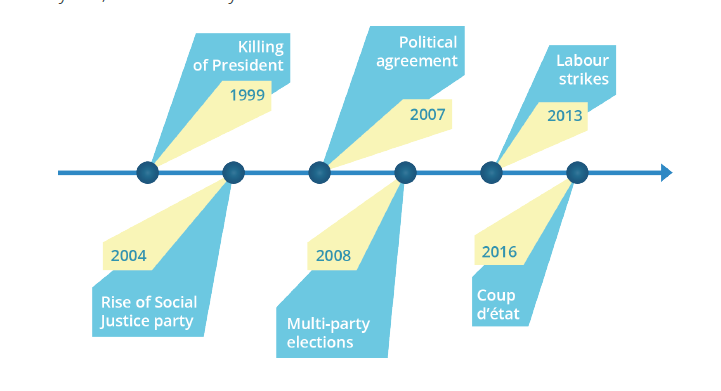 Killing
of President
1999
Political
agreement
2007
Labour
strikes
2013
2004
Rise of Social
Justice party
2008
Multi-party
elections
2016
Coup
d’état